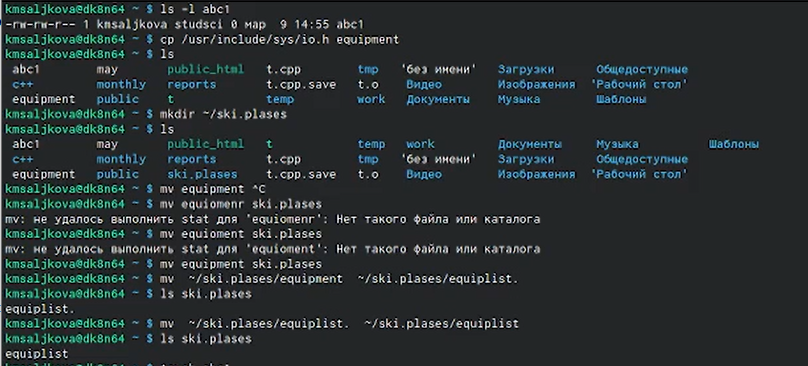 kmsaljkova@dk8n64 ~ $ ls -l abc1
-rw-rw-r-- 1 kmsaljkova studsci 0 мар  9 14:55 abc1
kmsaljkova@dk8n64 ~ $ cp /usr/include/sys/io.h equipment
kmsaljkova@dk8n64 ~ $ ls
abc1 may public_html t.cpp tmp 'без имени' Загрузки Общедоступные
c++ monthly reports t.cpp.save t.o Видео Изображения 'Рабочий стол'
equipment public t temp work Документы Музыка Шаблоны
kmsaljkova@dk8n64 ~ $ mkdir ~/ski.plases
kmsaljkova@dk8n64 ~ $ ls
abc1 may public_html t temp work Документы Музыка Шаблоны
c++ monthly reports t.cpp tmp 'без имени' Загрузки Общедоступные
equipment public ski.plases t.cpp.save t.o Видео Изображения 'Рабочий стол'
kmsaljkova@dk8n64 ~ $ mv equipment ^C
kmsaljkova@dk8n64 ~ $ mv equiomenr ski.plases
mv: не удалось выполнить stat для 'equiomenr': Нет такого файла или каталога
kmsaljkova@dk8n64 ~ $ mv equioment ski.plases
mv: не удалось выполнить stat для 'equioment': Нет такого файла или каталога
kmsaljkova@dk8n64 ~ $ mv equipment ski.plases
kmsaljkova@dk8n64 ~ $ mv  ~/ski.plases/equipment  ~/ski.plases/equiplist.
kmsaljkova@dk8n64 ~ $ ls ski.plases
equiplist.
kmsaljkova@dk8n64 ~ $ mv  ~/ski.plases/equiplist.  ~/ski.plases/equiplist
kmsaljkova@dk8n64 ~ $ ls ski.plases
equiplist